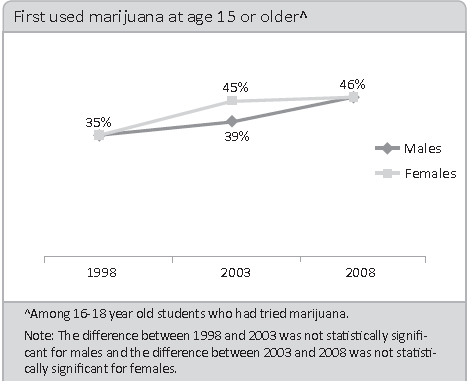 First used marijuana at age 15 or older^
45%
46%
35%
39%
Males
Females
1998
2003
2008
^Among 16-18 year old students who had tried marijuana.
Note: The difference between 1998 and 2003 was not statistically signifi-
cant for males and the difference between 2003 and 2008 was not statisti-
cally significant for females.